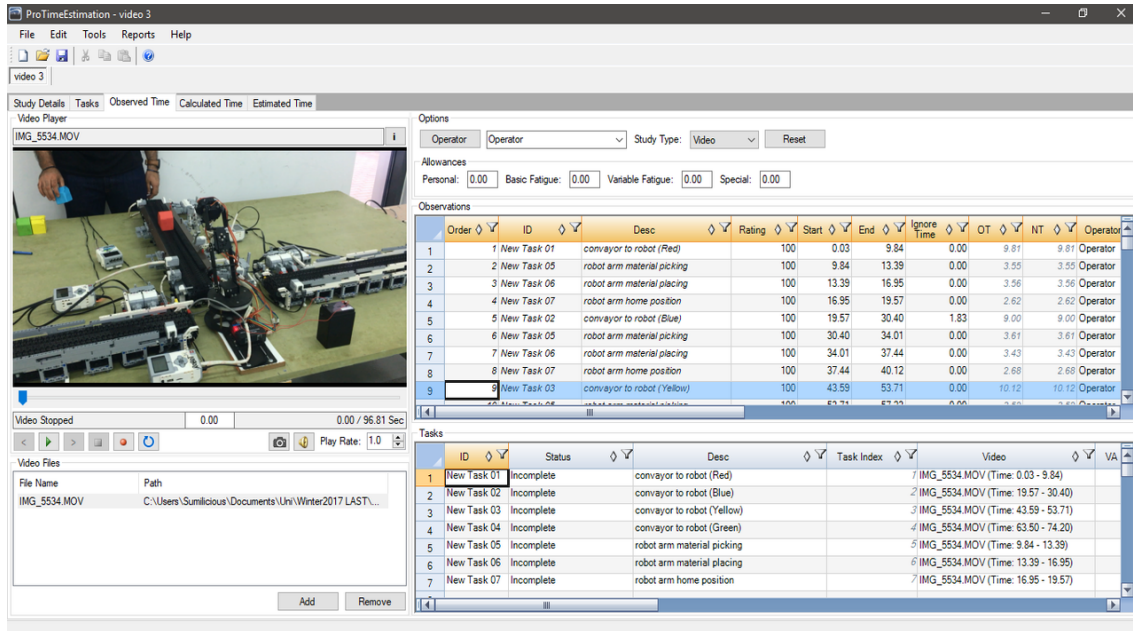 ProTimeEstimation - video 3
File Edit Tools Reports Help
video 3
Study Details Tasks Observed Time Calculated Time Estimated Time
Video Player
IMG_5534.MOV i
Video Stopped 0.00 0.00 / 96.81 Sec
Play Rate: 1.0
Video Files
File Name Path
IMG_5534.MOV C:\Users\Sumilicious\Documents\Uni\Winter2017 LAST\...
Add Remove
Options
Operator Operator Study Type: Video Reset
Allowances
Personal: 0.00 Basic Fatigue: 0.00 Variable Fatigue: 0.00 Special: 0.00
Observations
Order ID Desc Rating Start End Ignore Time OT NT Operator
1 1 New Task 01 convayor to robot (Red) 100 0.03 9.84 0.00 9.81 9.81 Operator
2 2 New Task 05 robot arm material picking 100 9.84 13.39 0.00 3.55 3.55 Operator
3 3 New Task 06 robot arm material placing 100 13.39 16.95 0.00 3.56 3.56 Operator
4 4 New Task 07 robot arm home position 100 16.95 19.57 0.00 2.62 2.62 Operator
5 5 New Task 02 convayor to robot (Blue) 100 19.57 30.40 1.83 9.00 9.00 Operator
6 6 New Task 05 robot arm material picking 100 30.40 34.01 0.00 3.61 3.61 Operator
7 7 New Task 06 robot arm material placing 100 34.01 37.44 0.00 3.43 3.43 Operator
8 8 New Task 07 robot arm home position 100 37.44 40.12 0.00 2.68 2.68 Operator
9 9 New Task 03 convayor to robot (Yellow) 100 43.59 53.71 0.00 10.12 10.12 Operator
Tasks
ID Status Desc Task Index Video VA
1 New Task 01 Incomplete convayor to robot (Red) 1 IMG_5534.MOV (Time: 0.03 - 9.84)
2 New Task 02 Incomplete convayor to robot (Blue) 2 IMG_5534.MOV (Time: 19.57 - 30.40)
3 New Task 03 Incomplete convayor to robot (Yellow) 3 IMG_5534.MOV (Time: 43.59 - 53.71)
4 New Task 04 Incomplete convayor to robot (Green) 4 IMG_5534.MOV (Time: 63.50 - 74.20)
5 New Task 05 Incomplete robot arm material picking 5 IMG_5534.MOV (Time: 9.84 - 13.39)
6 New Task 06 Incomplete robot arm material placing 6 IMG_5534.MOV (Time: 13.39 - 16.95)
7 New Task 07 Incomplete robot arm home position 7 IMG_5534.MOV (Time: 16.95 - 19.57)